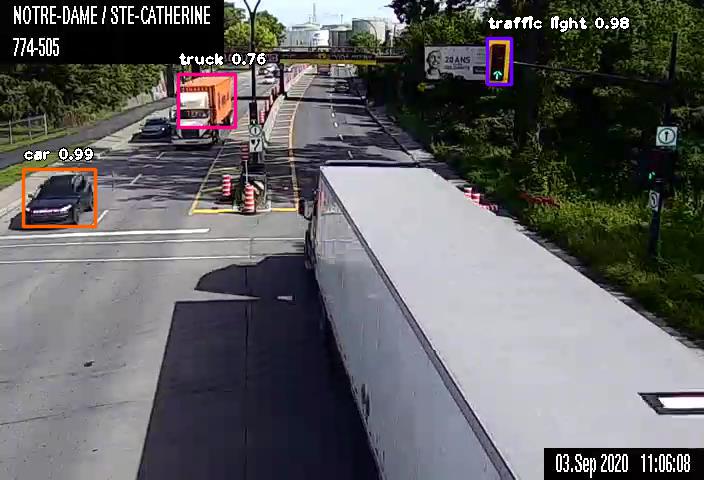 NOTRE-DAME / STE-CATHERINE
774-505
traffic light 0.98
truck 0.76
20 ANS
car 0.99
03.Sep 2020 11:06:08